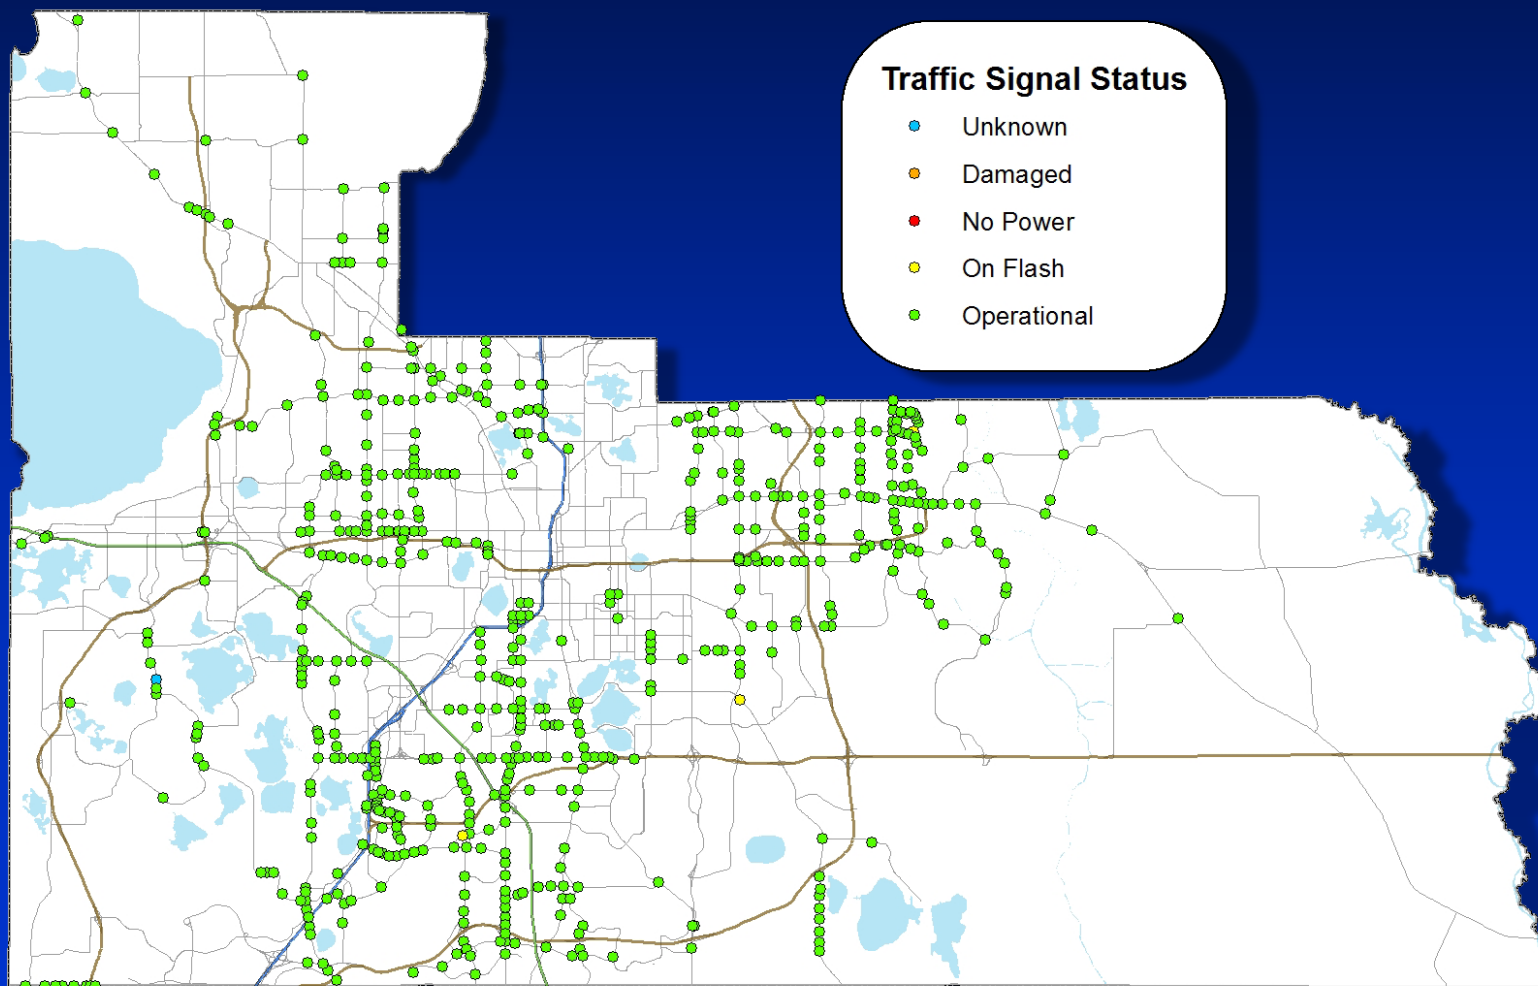 Traffic Signal Status
Unknown
Damaged
No Power
On Flash
Operational